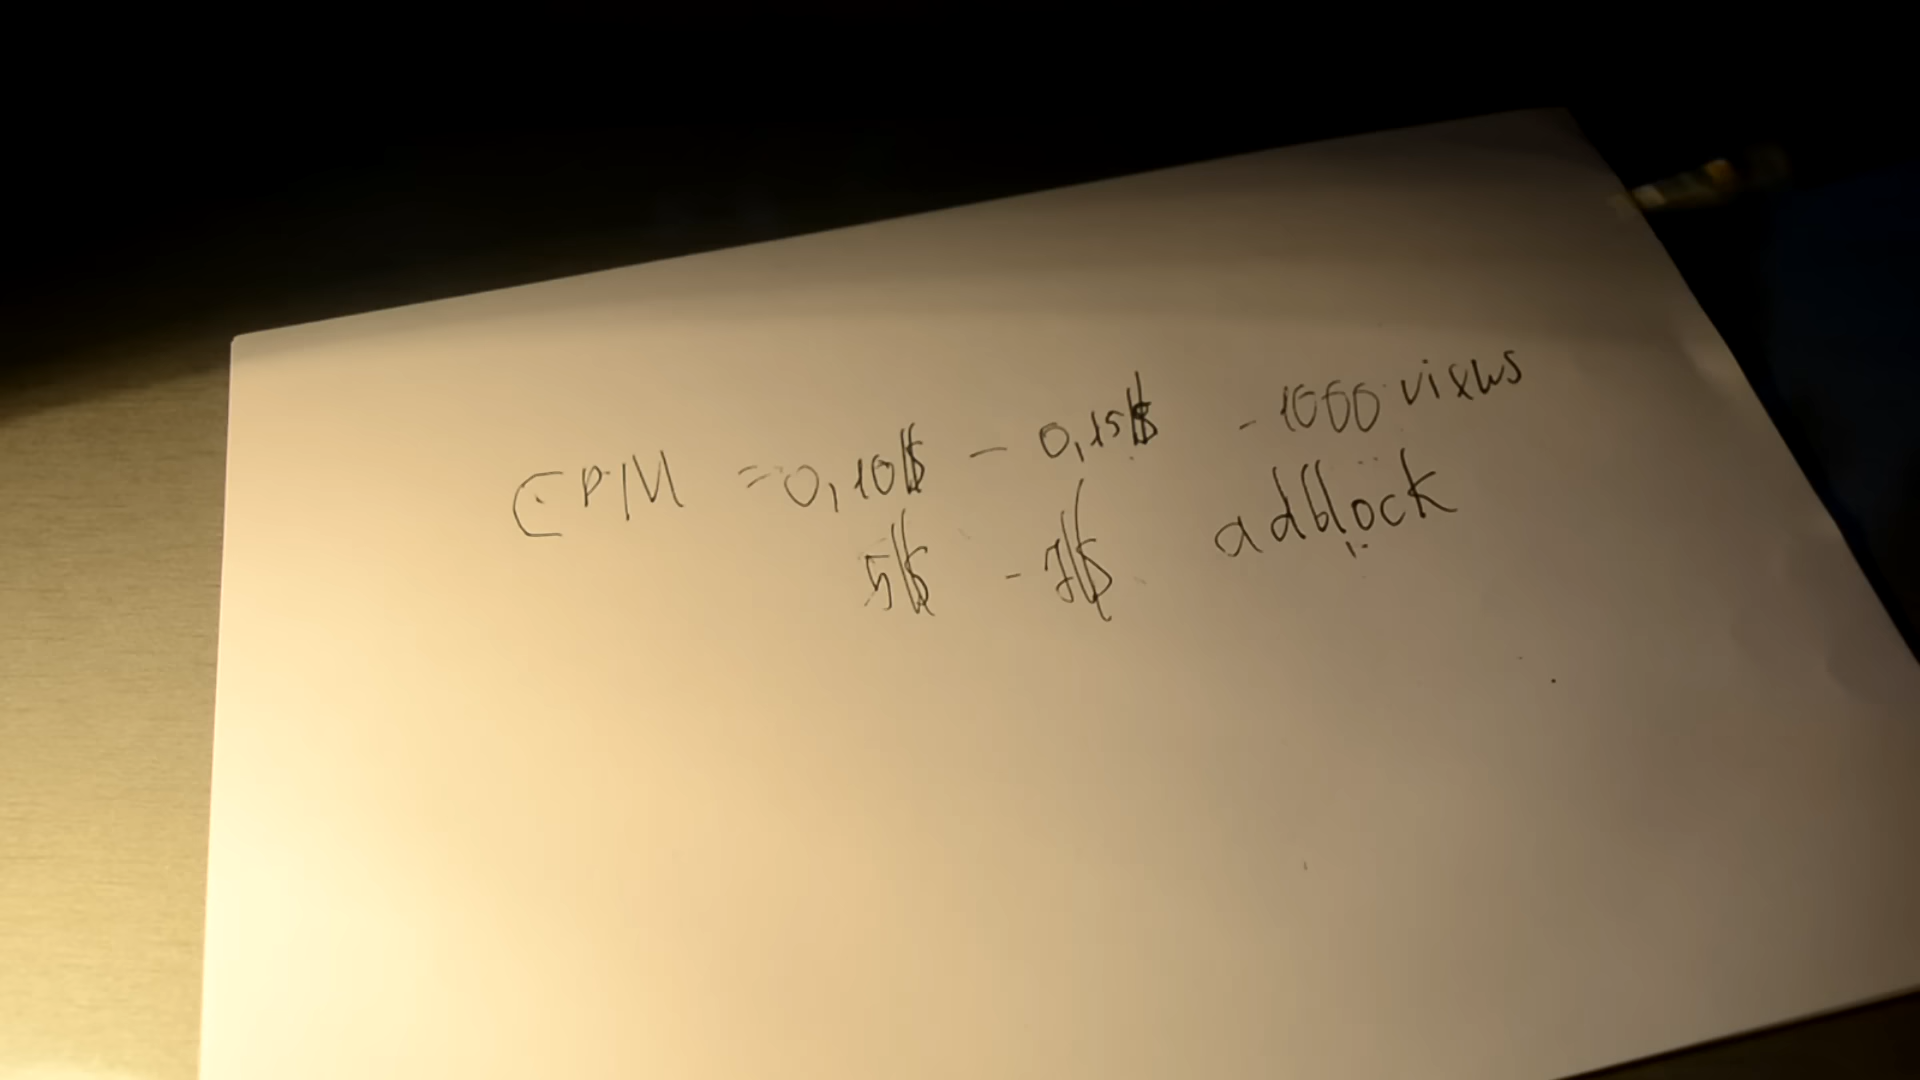 CPM = 0,10$ - 0,15$ - 1000 views
5$ - 7$ adblock